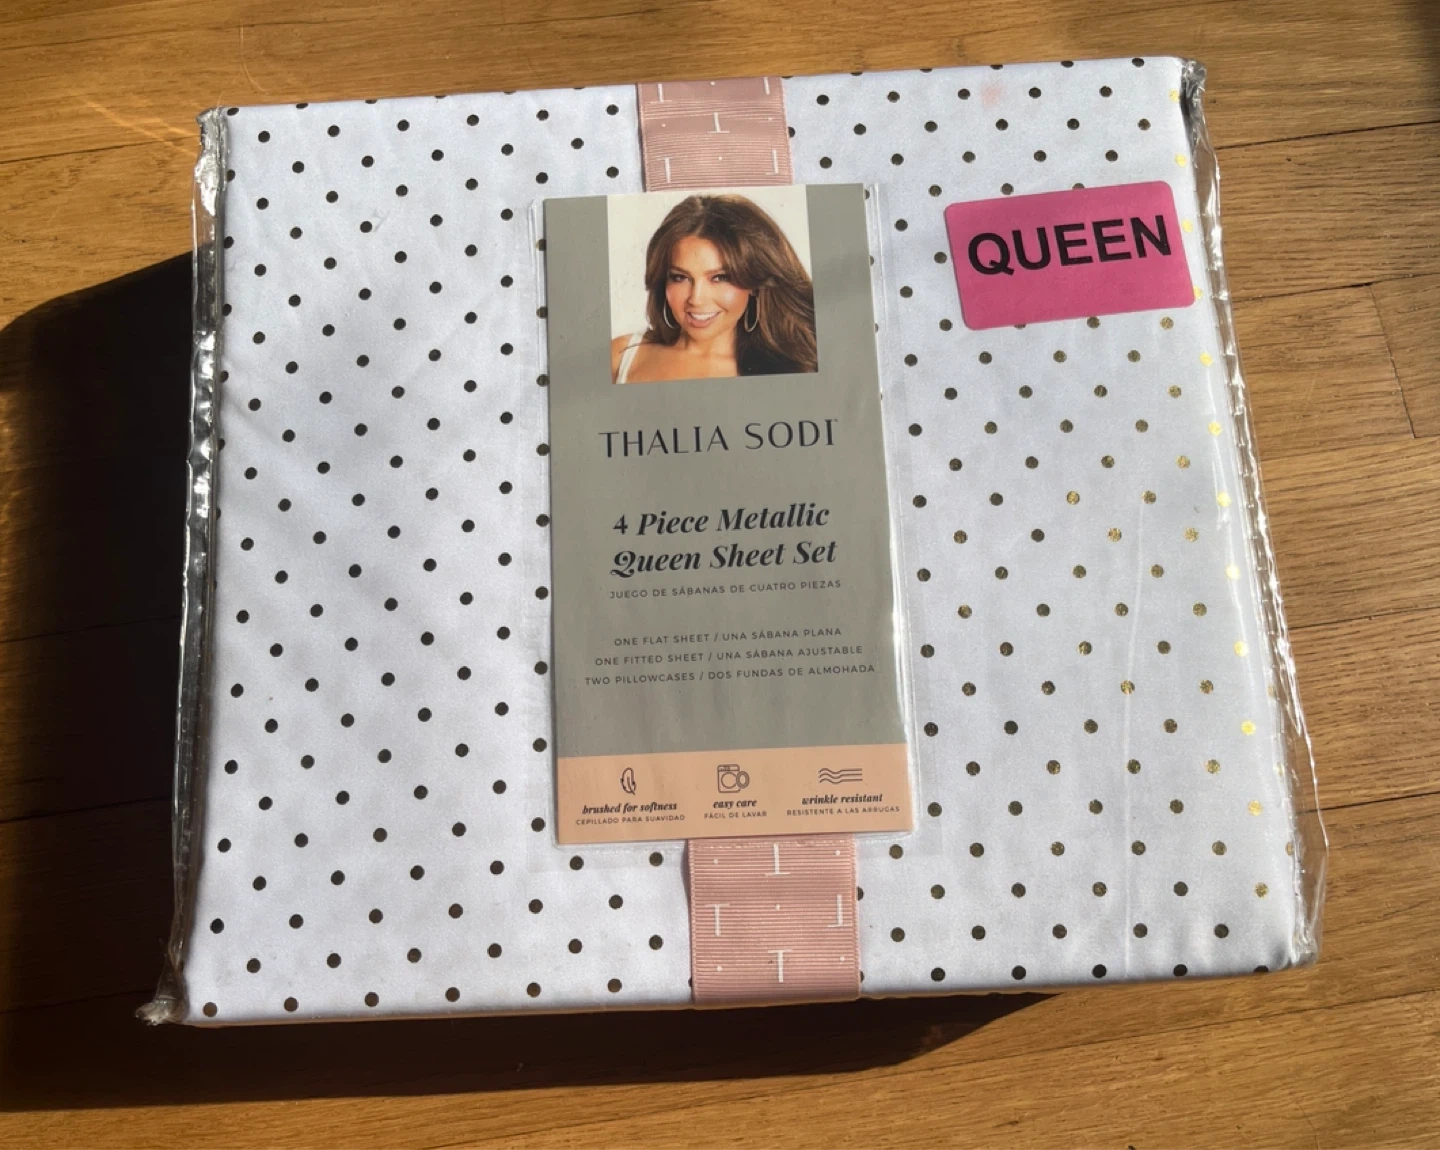 QUEEN
THALIA SODI
4 Piece Metallic
Queen Sheet Set
JUEGO DE SÁBANAS DE CUATRO PIEZAS
ONE FLAT SHEET / UNA SÁBANA PLANA
ONE FITTED SHEET / UNA SÁBANA AJUSTABLE
TWO PILLOWCASES / DOS FUNDAS DE ALMOHADA
brushed for softness
CEPILLADO PARA SUAVIDAD
easy care
FÁCIL DE LAVAR
wrinkle resistant
RESISTENTE A LAS ARRUGAS